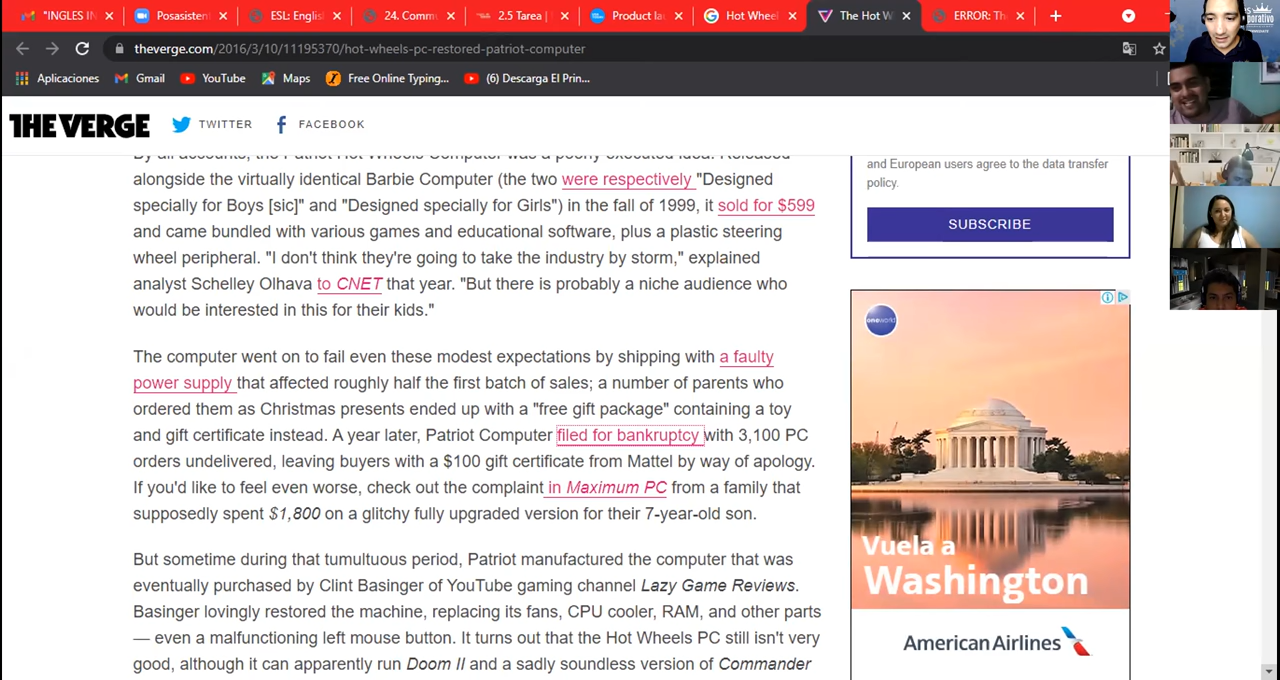 "INGLES IN
Posasistent
ESL: Englis
24. Comm
2.5 Tarea |
Product la
Hot Wheel
The Hot W
ERROR: Th
theverge.com/2016/3/10/11195370/hot-wheels-pc-restored-patriot-computer
Aplicaciones
Gmail
YouTube
Maps
Free Online Typing...
(6) Descarga El Prin...
THE VERGE
TWITTER
FACEBOOK
By all accounts, the Patriot Hot Wheels Computer was a poorly executed idea. Released
alongside the virtually identical Barbie Computer (the two were respectively "Designed
specially for Boys [sic]" and "Designed specially for Girls") in the fall of 1999, it sold for $599
and came bundled with various games and educational software, plus a plastic steering
wheel peripheral. "I don't think they're going to take the industry by storm," explained
analyst Schelley Olhava to CNET that year. "But there is probably a niche audience who
would be interested in this for their kids."
The computer went on to fail even these modest expectations by shipping with a faulty
power supply that affected roughly half the first batch of sales; a number of parents who
ordered them as Christmas presents ended up with a "free gift package" containing a toy
and gift certificate instead. A year later, Patriot Computer filed for bankruptcy with 3,100 PC
orders undelivered, leaving buyers with a $100 gift certificate from Mattel by way of apology.
If you'd like to feel even worse, check out the complaint in Maximum PC from a family that
supposedly spent $1,800 on a glitchy fully upgraded version for their 7-year-old son.
But sometime during that tumultuous period, Patriot manufactured the computer that was
eventually purchased by Clint Basinger of YouTube gaming channel Lazy Game Reviews.
Basinger lovingly restored the machine, replacing its fans, CPU cooler, RAM, and other parts
— even a malfunctioning left mouse button. It turns out that the Hot Wheels PC still isn't very
good, although it can apparently run Doom II and a sadly soundless version of Commander
and European users agree to the data transfer
policy.
SUBSCRIBE
oneworld
Vuela a
Washington
American Airlines